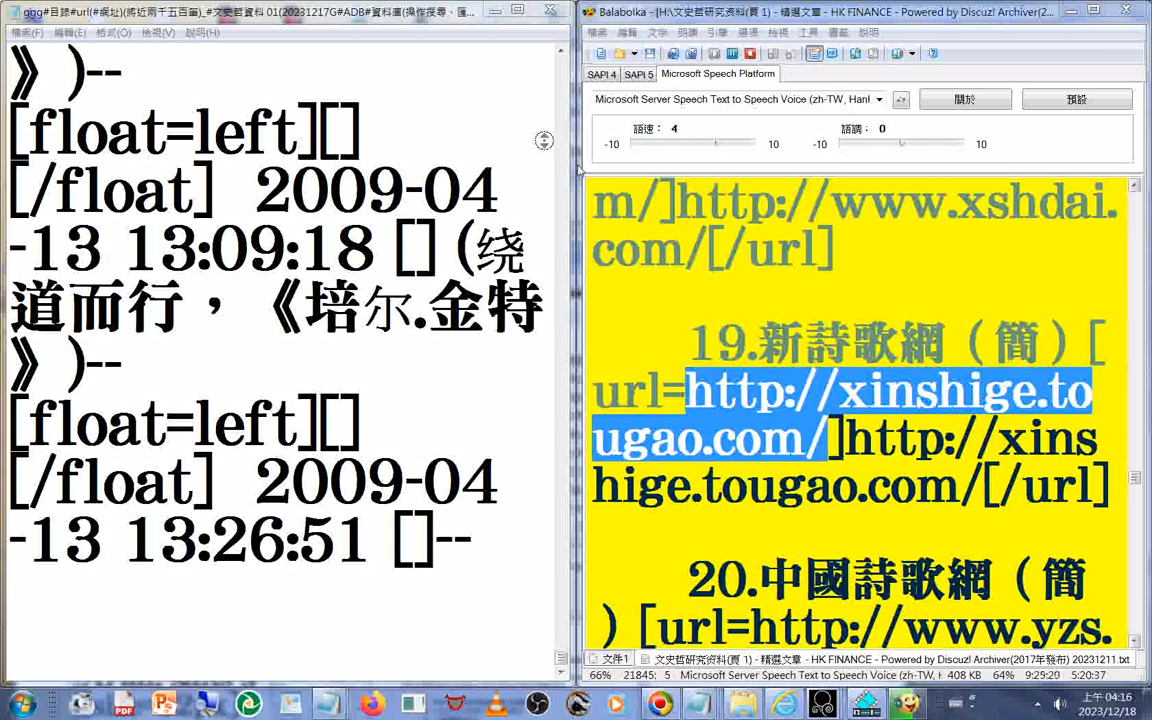 ggg#目錄#url(#網址)(將近兩千五百筆)_#文史哲資料 01(20231217G#ADB#資料庫(操作搜尋，匯...
檔案(F) 編輯(E) 格式(O) 檢視(V) 說明(H)
》)--
[float=left][]
[/float] 2009-04
-13 13:09:18 [] (绕
道而行，《培尔.金特
》)--
[float=left][]
[/float] 2009-04
-13 13:26:51 []--
Balabolka - [H:\文史哲研究资料(頁 1) - 精選文章 - HK FINANCE - Powered by Discuz! Archiver(2...
檔案 編輯 文字 朗讀 引擎 選項 檢視 工具 書籤 說明
SAPI 4 SAPI 5 Microsoft Speech Platform
Microsoft Server Speech Text to Speech Voice (zh-TW, Hanl
關於
預設
語速： 4
語調： 0
-10 10 -10 10
m/]http://www.xshdai.
com/[/url]
19.新詩歌網（簡）[
url=http://xinshige.to
ugao.com/]http://xins
hige.tougao.com/[/url]
20.中國詩歌網（簡
）[url=http://www.yzs.
文件1 文史哲研究资料(頁 1) - 精選文章 - HK FINANCE - Powered by Discuz! Archiver(2017年發布) 20231211.txt
66% 21845: 5 Microsoft Server Speech Text to Speech Voice (zh-TW, H 408 KB 64% 9:25:20 5:20:37
上午 04:16
2023/12/18